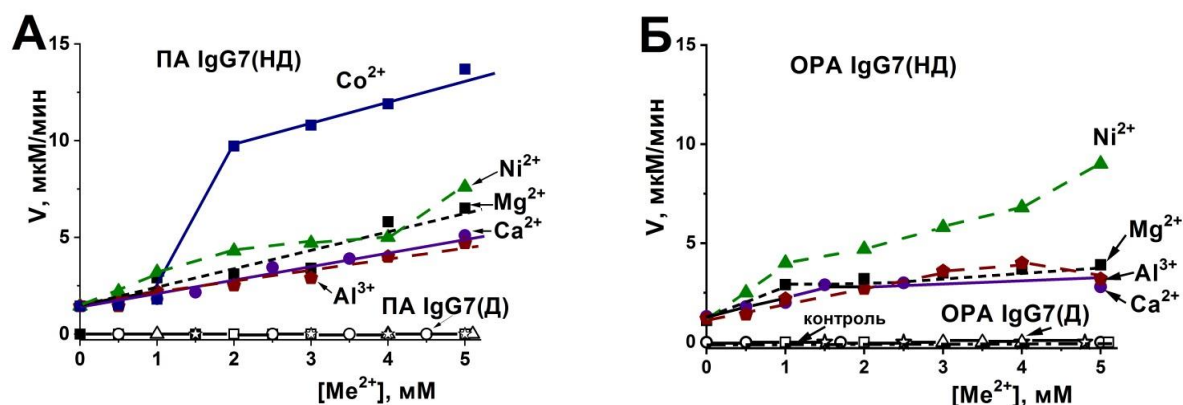 А
ПА IgG7(НД)
V, мкМ/мин
15
10
5
0
Co²⁺
Ni²⁺
Mg²⁺
Ca²⁺
Al³⁺
ПА IgG7(Д)
0 1 2 3 4 5
[Me²⁺], мМ
Б
ОРА IgG7(НД)
V, мкМ/мин
15
10
5
0
Ni²⁺
Mg²⁺
Al³⁺
Ca²⁺
контроль
ОРА IgG7(Д)
0 1 2 3 4 5
[Me²⁺], мМ